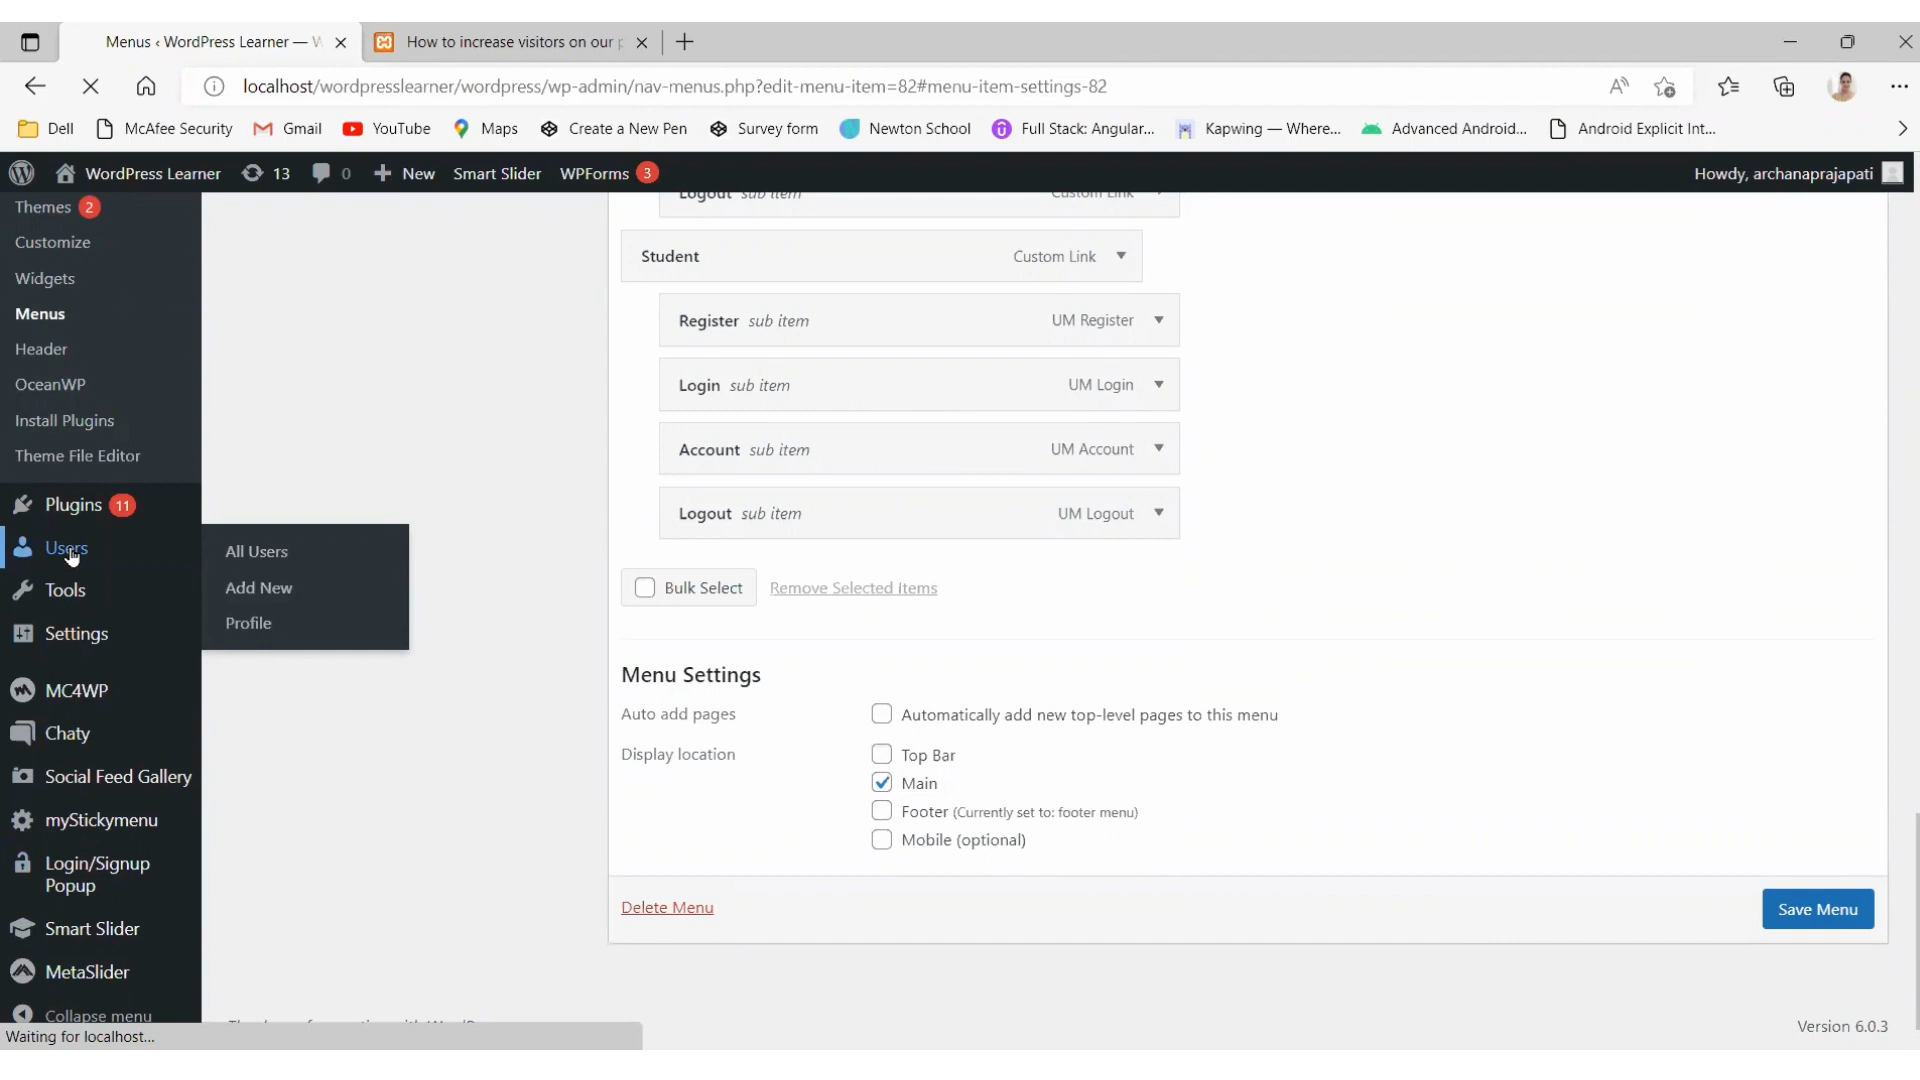 Menus ‹ WordPress Learner — W
How to increase visitors on our p
localhost/wordpresslearner/wordpress/wp-admin/nav-menus.php?edit-menu-item=82#menu-item-settings-82
Dell McAfee Security Gmail YouTube Maps Create a New Pen Survey form Newton School Full Stack: Angular... Kapwing — Where... Advanced Android... Android Explicit Int...
WordPress Learner 13 0 New Smart Slider WPForms 3 Howdy, archanaprajapati
Themes 2
Customize
Widgets
Menus
Header
OceanWP
Install Plugins
Theme File Editor
Plugins 11
Users
Tools
Settings
MC4WP
Chaty
Social Feed Gallery
myStickymenu
Login/Signup
Popup
Smart Slider
MetaSlider
Collapse menu
Waiting for localhost...
All Users
Add New
Profile
Logout sub item Custom Link
Student Custom Link
Register sub item UM Register
Login sub item UM Login
Account sub item UM Account
Logout sub item UM Logout
Bulk Select Remove Selected Items
Menu Settings
Auto add pages Automatically add new top-level pages to this menu
Display location Top Bar
Main
Footer (Currently set to: footer menu)
Mobile (optional)
Delete Menu Save Menu
Version 6.0.3